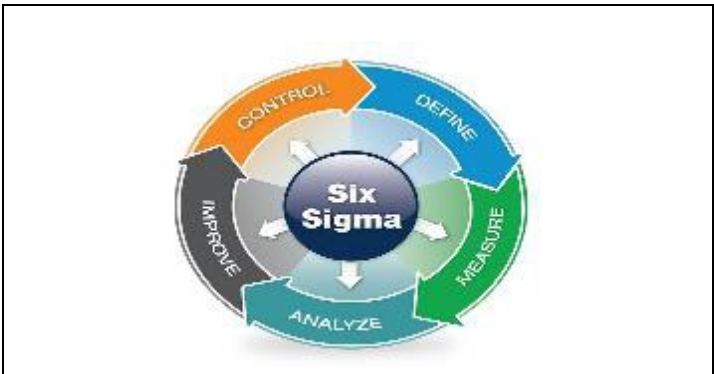 CONTROL
DEFINE
Six
Sigma
IMPROVE
MEASURE
ANALYZE